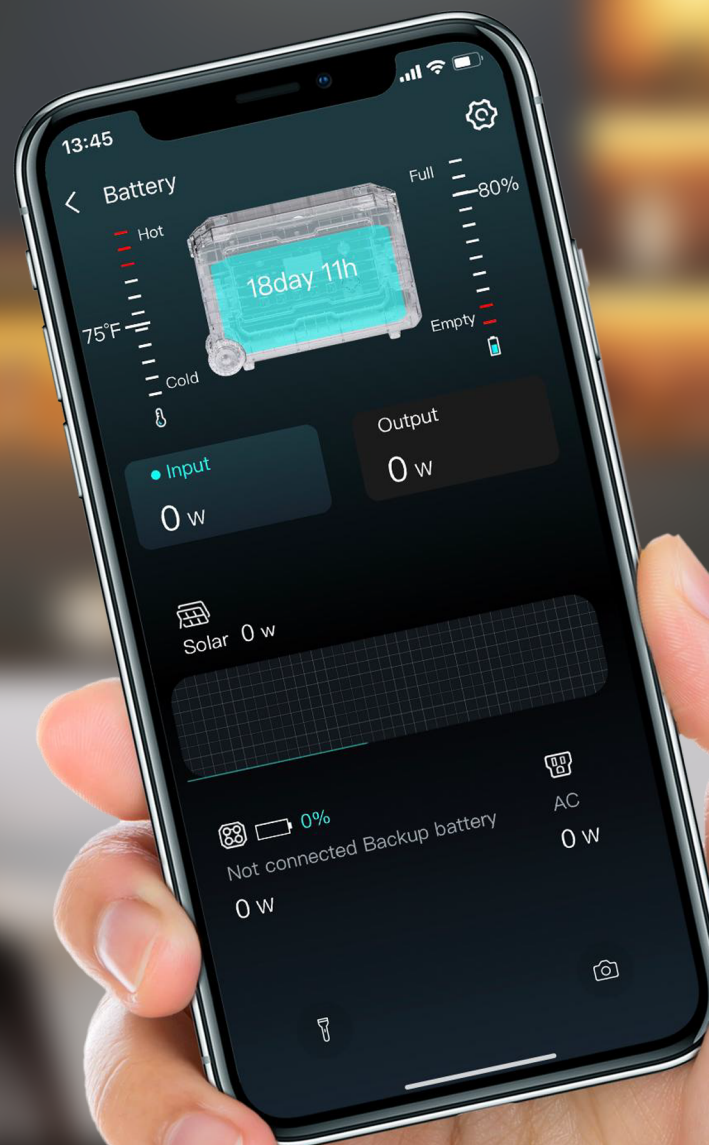 13:45
Battery
Hot
75°F
Cold
18day 11h
Full
80%
Empty
Input
0 w
Output
0 w
Solar 0 w
0%
Not connected Backup battery
0 w
AC
0 w